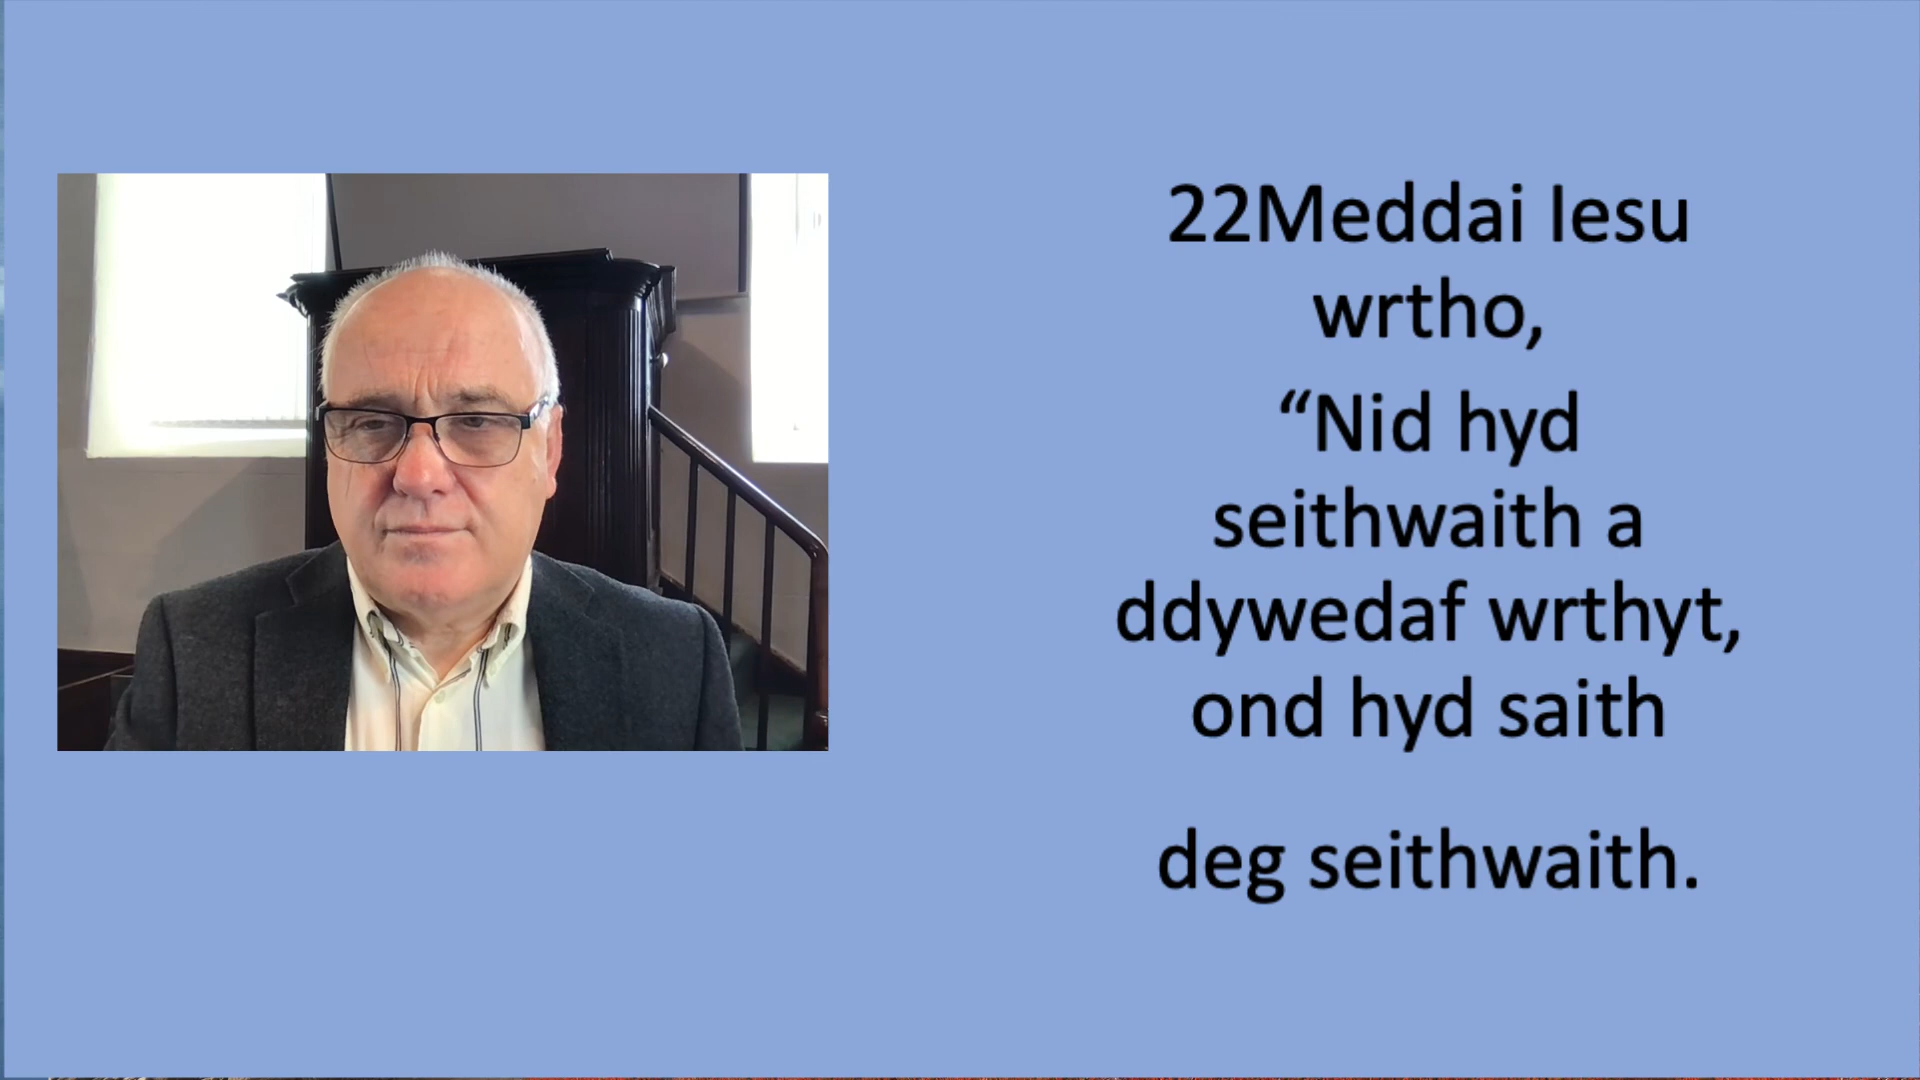 22Meddai Iesu
wrtho,
“Nid hyd
seithwaith a
ddywedaf wrthyt,
ond hyd saith
deg seithwaith.